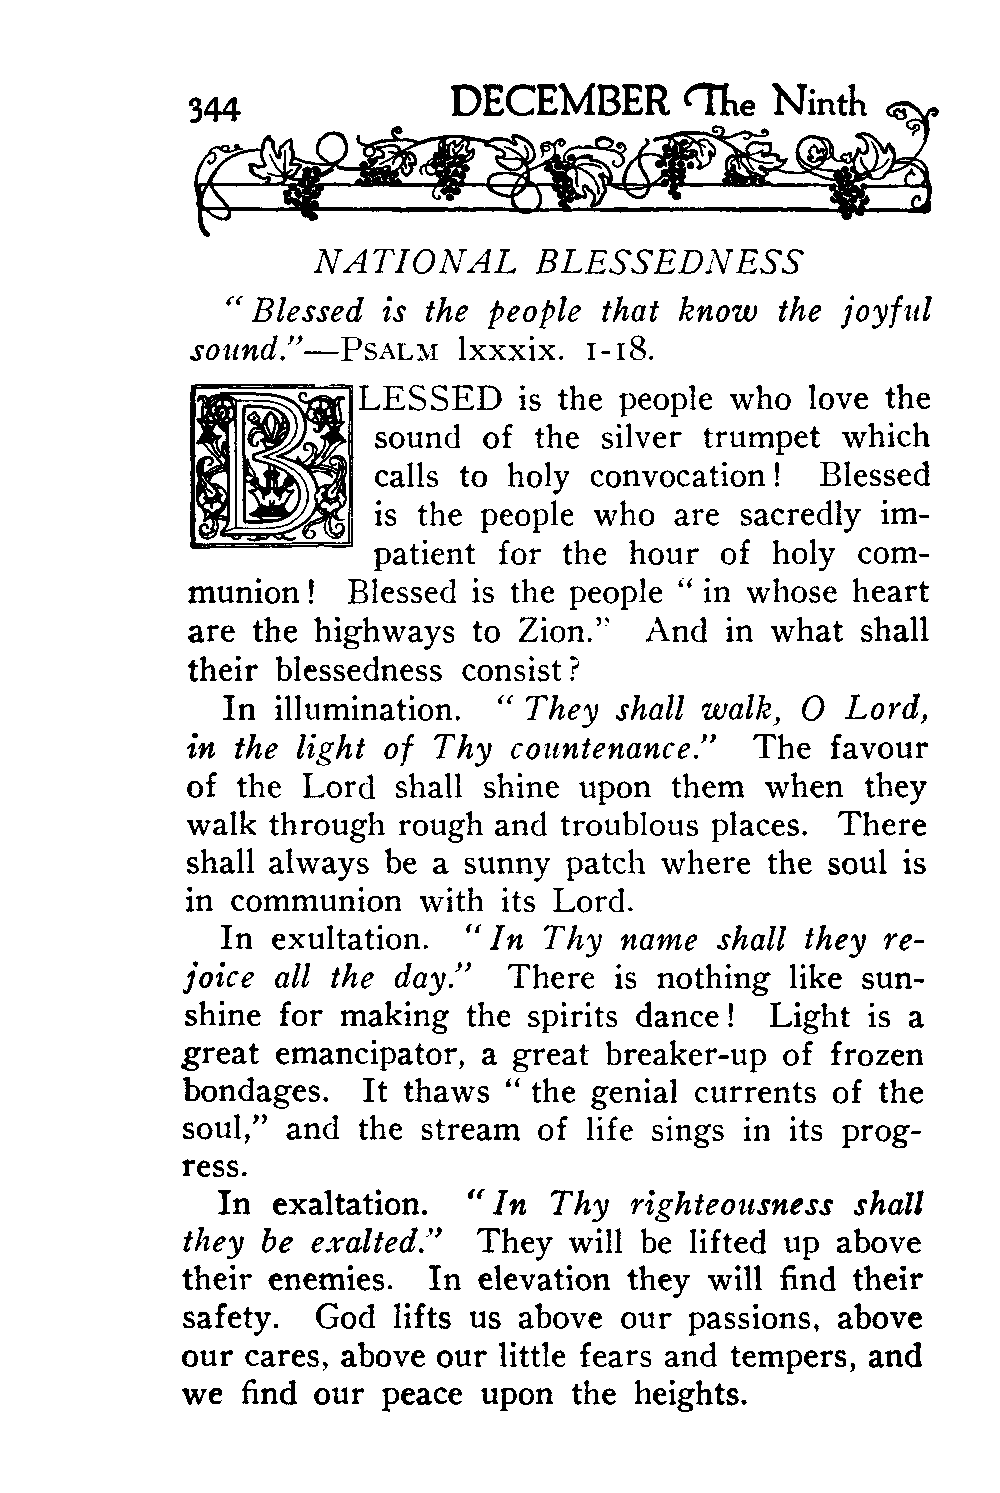 344 DECEMBER The Ninth
NATIONAL BLESSEDNESS
“ Blessed is the people that know the joyful
sound.”—PSALM lxxxix. 1-18.
BLESSED is the people who love the
sound of the silver trumpet which
calls to holy convocation! Blessed
is the people who are sacredly im-
patient for the hour of holy com-
munion! Blessed is the people “ in whose heart
are the highways to Zion.” And in what shall
their blessedness consist?
In illumination. “ They shall walk, O Lord,
in the light of Thy countenance.” The favour
of the Lord shall shine upon them when they
walk through rough and troublous places. There
shall always be a sunny patch where the soul is
in communion with its Lord.
In exultation. “ In Thy name shall they re-
joice all the day.” There is nothing like sun-
shine for making the spirits dance! Light is a
great emancipator, a great breaker-up of frozen
bondages. It thaws “ the genial currents of the
soul,” and the stream of life sings in its prog-
ress.
In exaltation. “ In Thy righteousness shall
they be exalted.” They will be lifted up above
their enemies. In elevation they will find their
safety. God lifts us above our passions, above
our cares, above our little fears and tempers, and
we find our peace upon the heights.